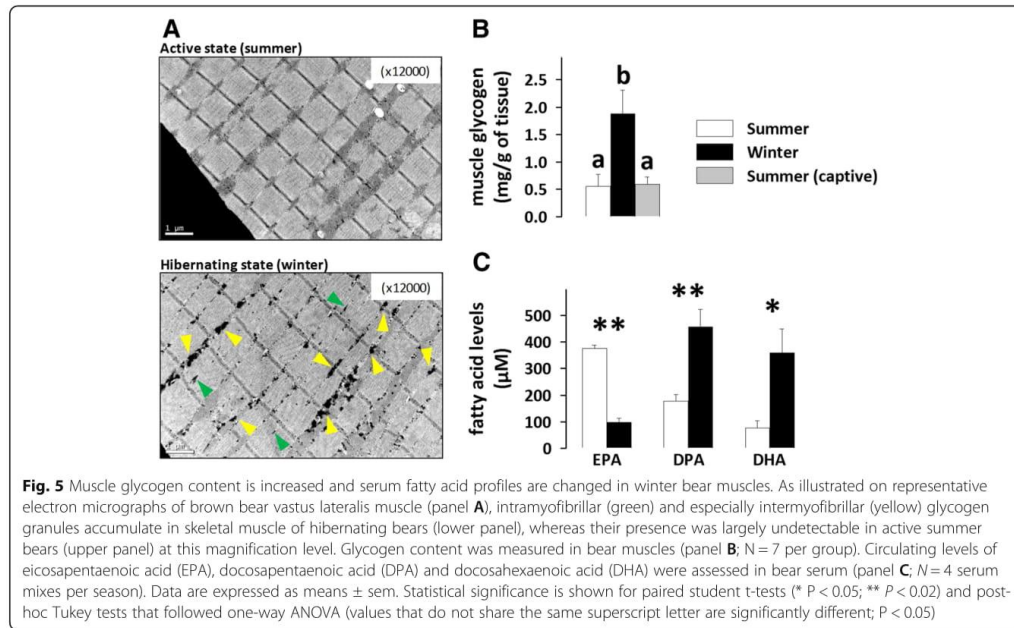 A
Active state (summer)
(x12000)
1 µm
Hibernating state (winter)
(x12000)
1 µm
B
muscle glycogen
(mg/g of tissue)
2.5
2.0
1.5
1.0
0.5
0.0
a
b
a
Summer
Winter
Summer (captive)
C
fatty acid levels
(µM)
500
400
300
200
100
0
**
**
*
EPA
DPA
DHA
Fig. 5 Muscle glycogen content is increased and serum fatty acid profiles are changed in winter bear muscles. As illustrated on representative
electron micrographs of brown bear vastus lateralis muscle (panel A), intramyofibrillar (green) and especially intermyofibrillar (yellow) glycogen
granules accumulate in skeletal muscle of hibernating bears (lower panel), whereas their presence was largely undetectable in active summer
bears (upper panel) at this magnification level. Glycogen content was measured in bear muscles (panel B; N = 7 per group). Circulating levels of
eicosapentaenoic acid (EPA), docosapentaenoic acid (DPA) and docosahexaenoic acid (DHA) were assessed in bear serum (panel C; N = 4 serum
mixes per season). Data are expressed as means ± sem. Statistical significance is shown for paired student t-tests (* P < 0.05; ** P < 0.02) and post-
hoc Tukey tests that followed one-way ANOVA (values that do not share the same superscript letter are significantly different; P < 0.05)